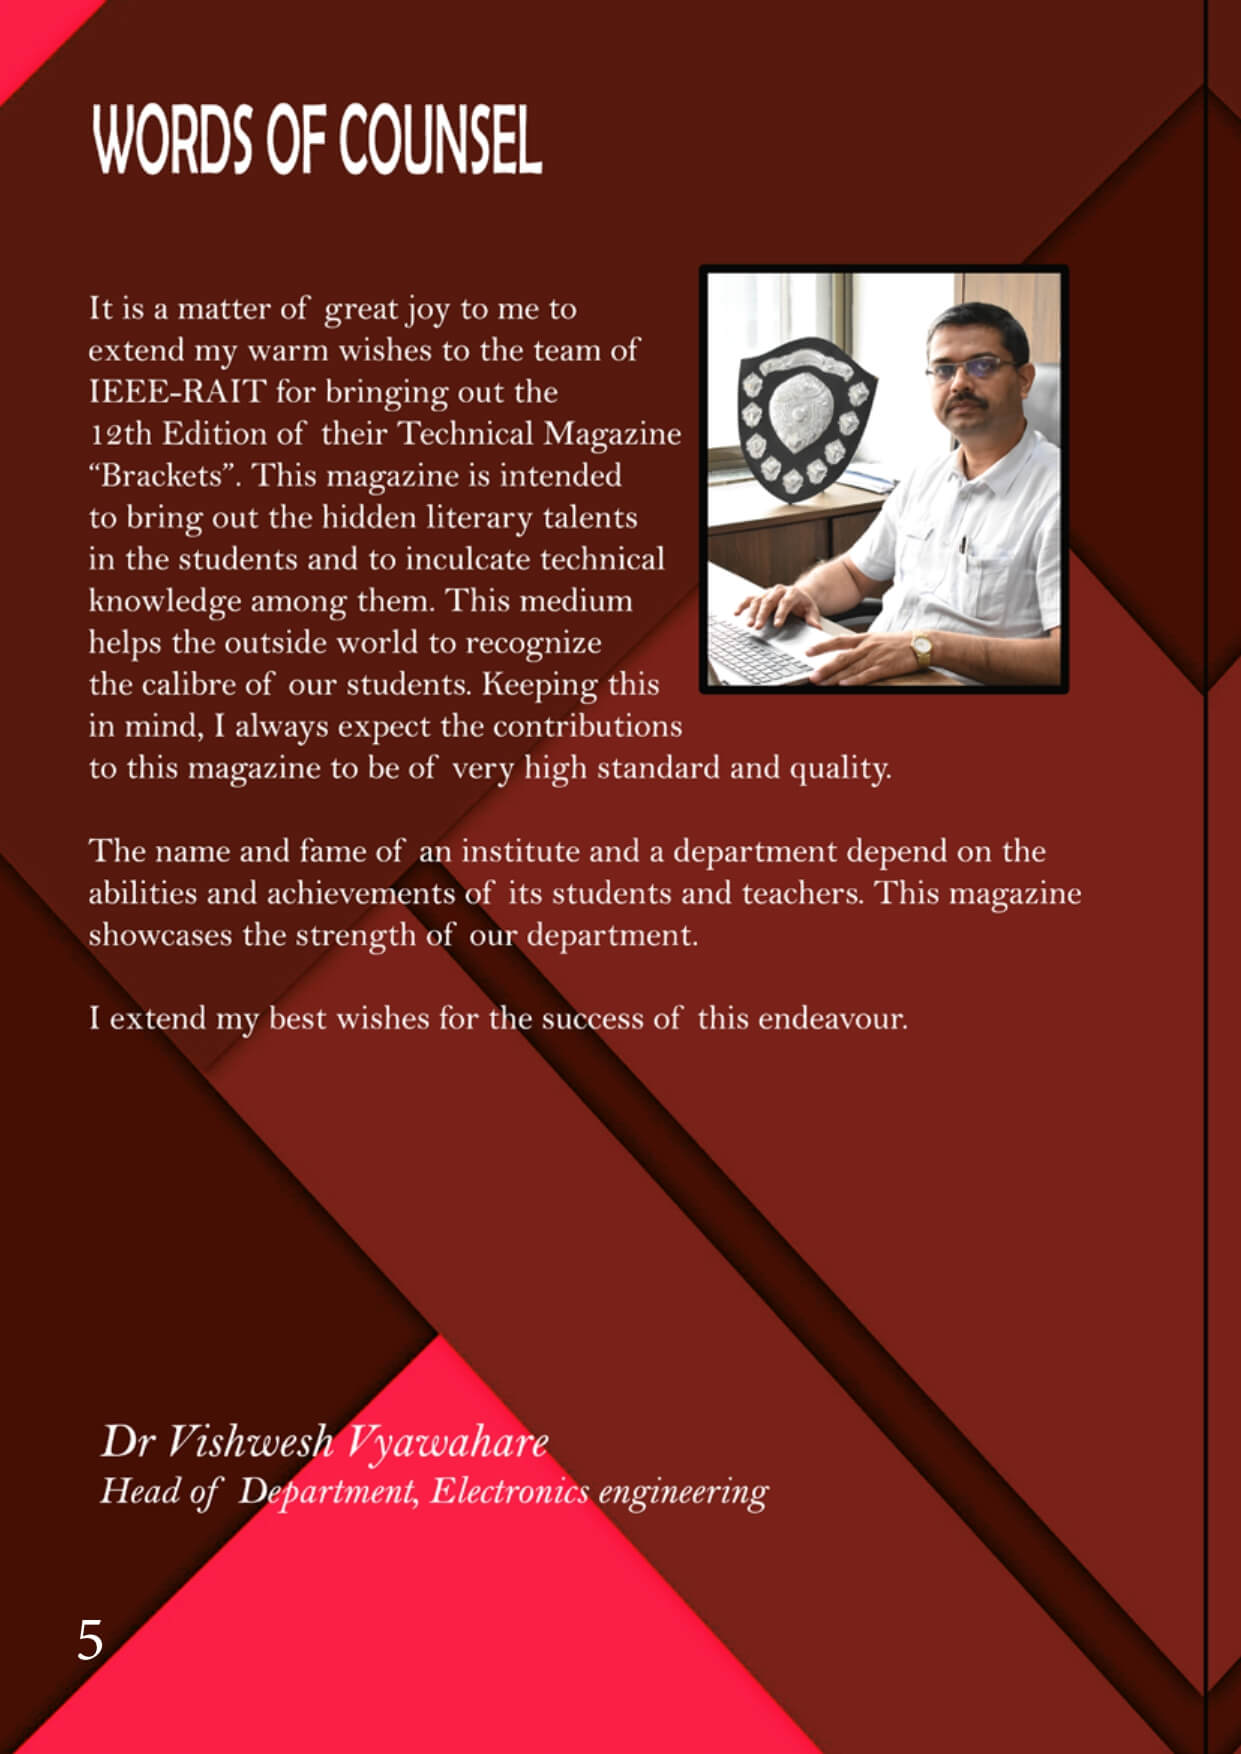 WORDS OF COUNSEL
It is a matter of great joy to me to
extend my warm wishes to the team of
IEEE-RAIT for bringing out the
12th Edition of their Technical Magazine
“Brackets”. This magazine is intended
to bring out the hidden literary talents
in the students and to inculcate technical
knowledge among them. This medium
helps the outside world to recognize
the calibre of our students. Keeping this
in mind, I always expect the contributions
to this magazine to be of very high standard and quality.
The name and fame of an institute and a department depend on the
abilities and achievements of its students and teachers. This magazine
showcases the strength of our department.
I extend my best wishes for the success of this endeavour.
Dr Vishwesh Vyawahare
Head of Department, Electronics engineering
5